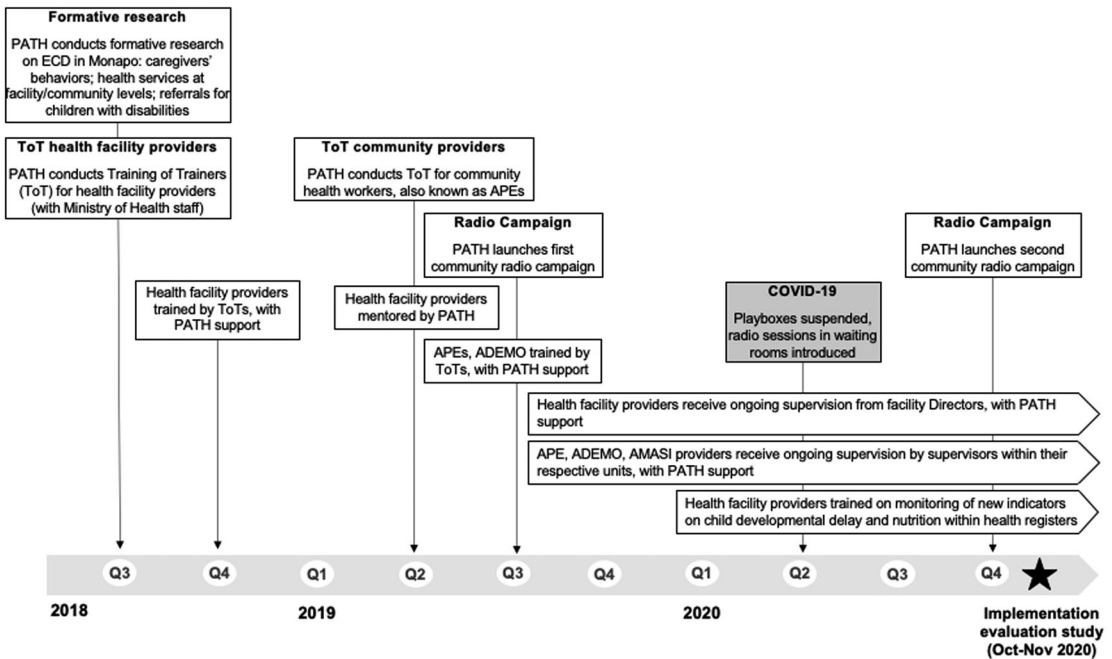 Formative research
PATH conducts formative research
on ECD in Monapo: caregivers'
behaviors; health services at
facility/community levels; referrals for
children with disabilities
ToT health facility providers
PATH conducts Training of Trainers
(ToT) for health facility providers
(with Ministry of Health staff)
ToT community providers
PATH conducts ToT for community
health workers, also known as APEs
Radio Campaign
PATH launches first
community radio campaign
Radio Campaign
PATH launches second
community radio campaign
Health facility providers
trained by ToTs, with
PATH support
Health facility providers
mentored by PATH
COVID-19
Playboxes suspended,
radio sessions in waiting
rooms introduced
APEs, ADEMO trained by
ToTs, with PATH support
Health facility providers receive ongoing supervision from facility Directors, with PATH
support
APE, ADEMO, AMASI providers receive ongoing supervision by supervisors within their
respective units, with PATH support
Health facility providers trained on monitoring of new indicators
on child developmental delay and nutrition within health registers
Q3 Q4 Q1 Q2 Q3 Q4 Q1 Q2 Q3 Q4
2018 2019 2020
Implementation
evaluation study
(Oct-Nov 2020)